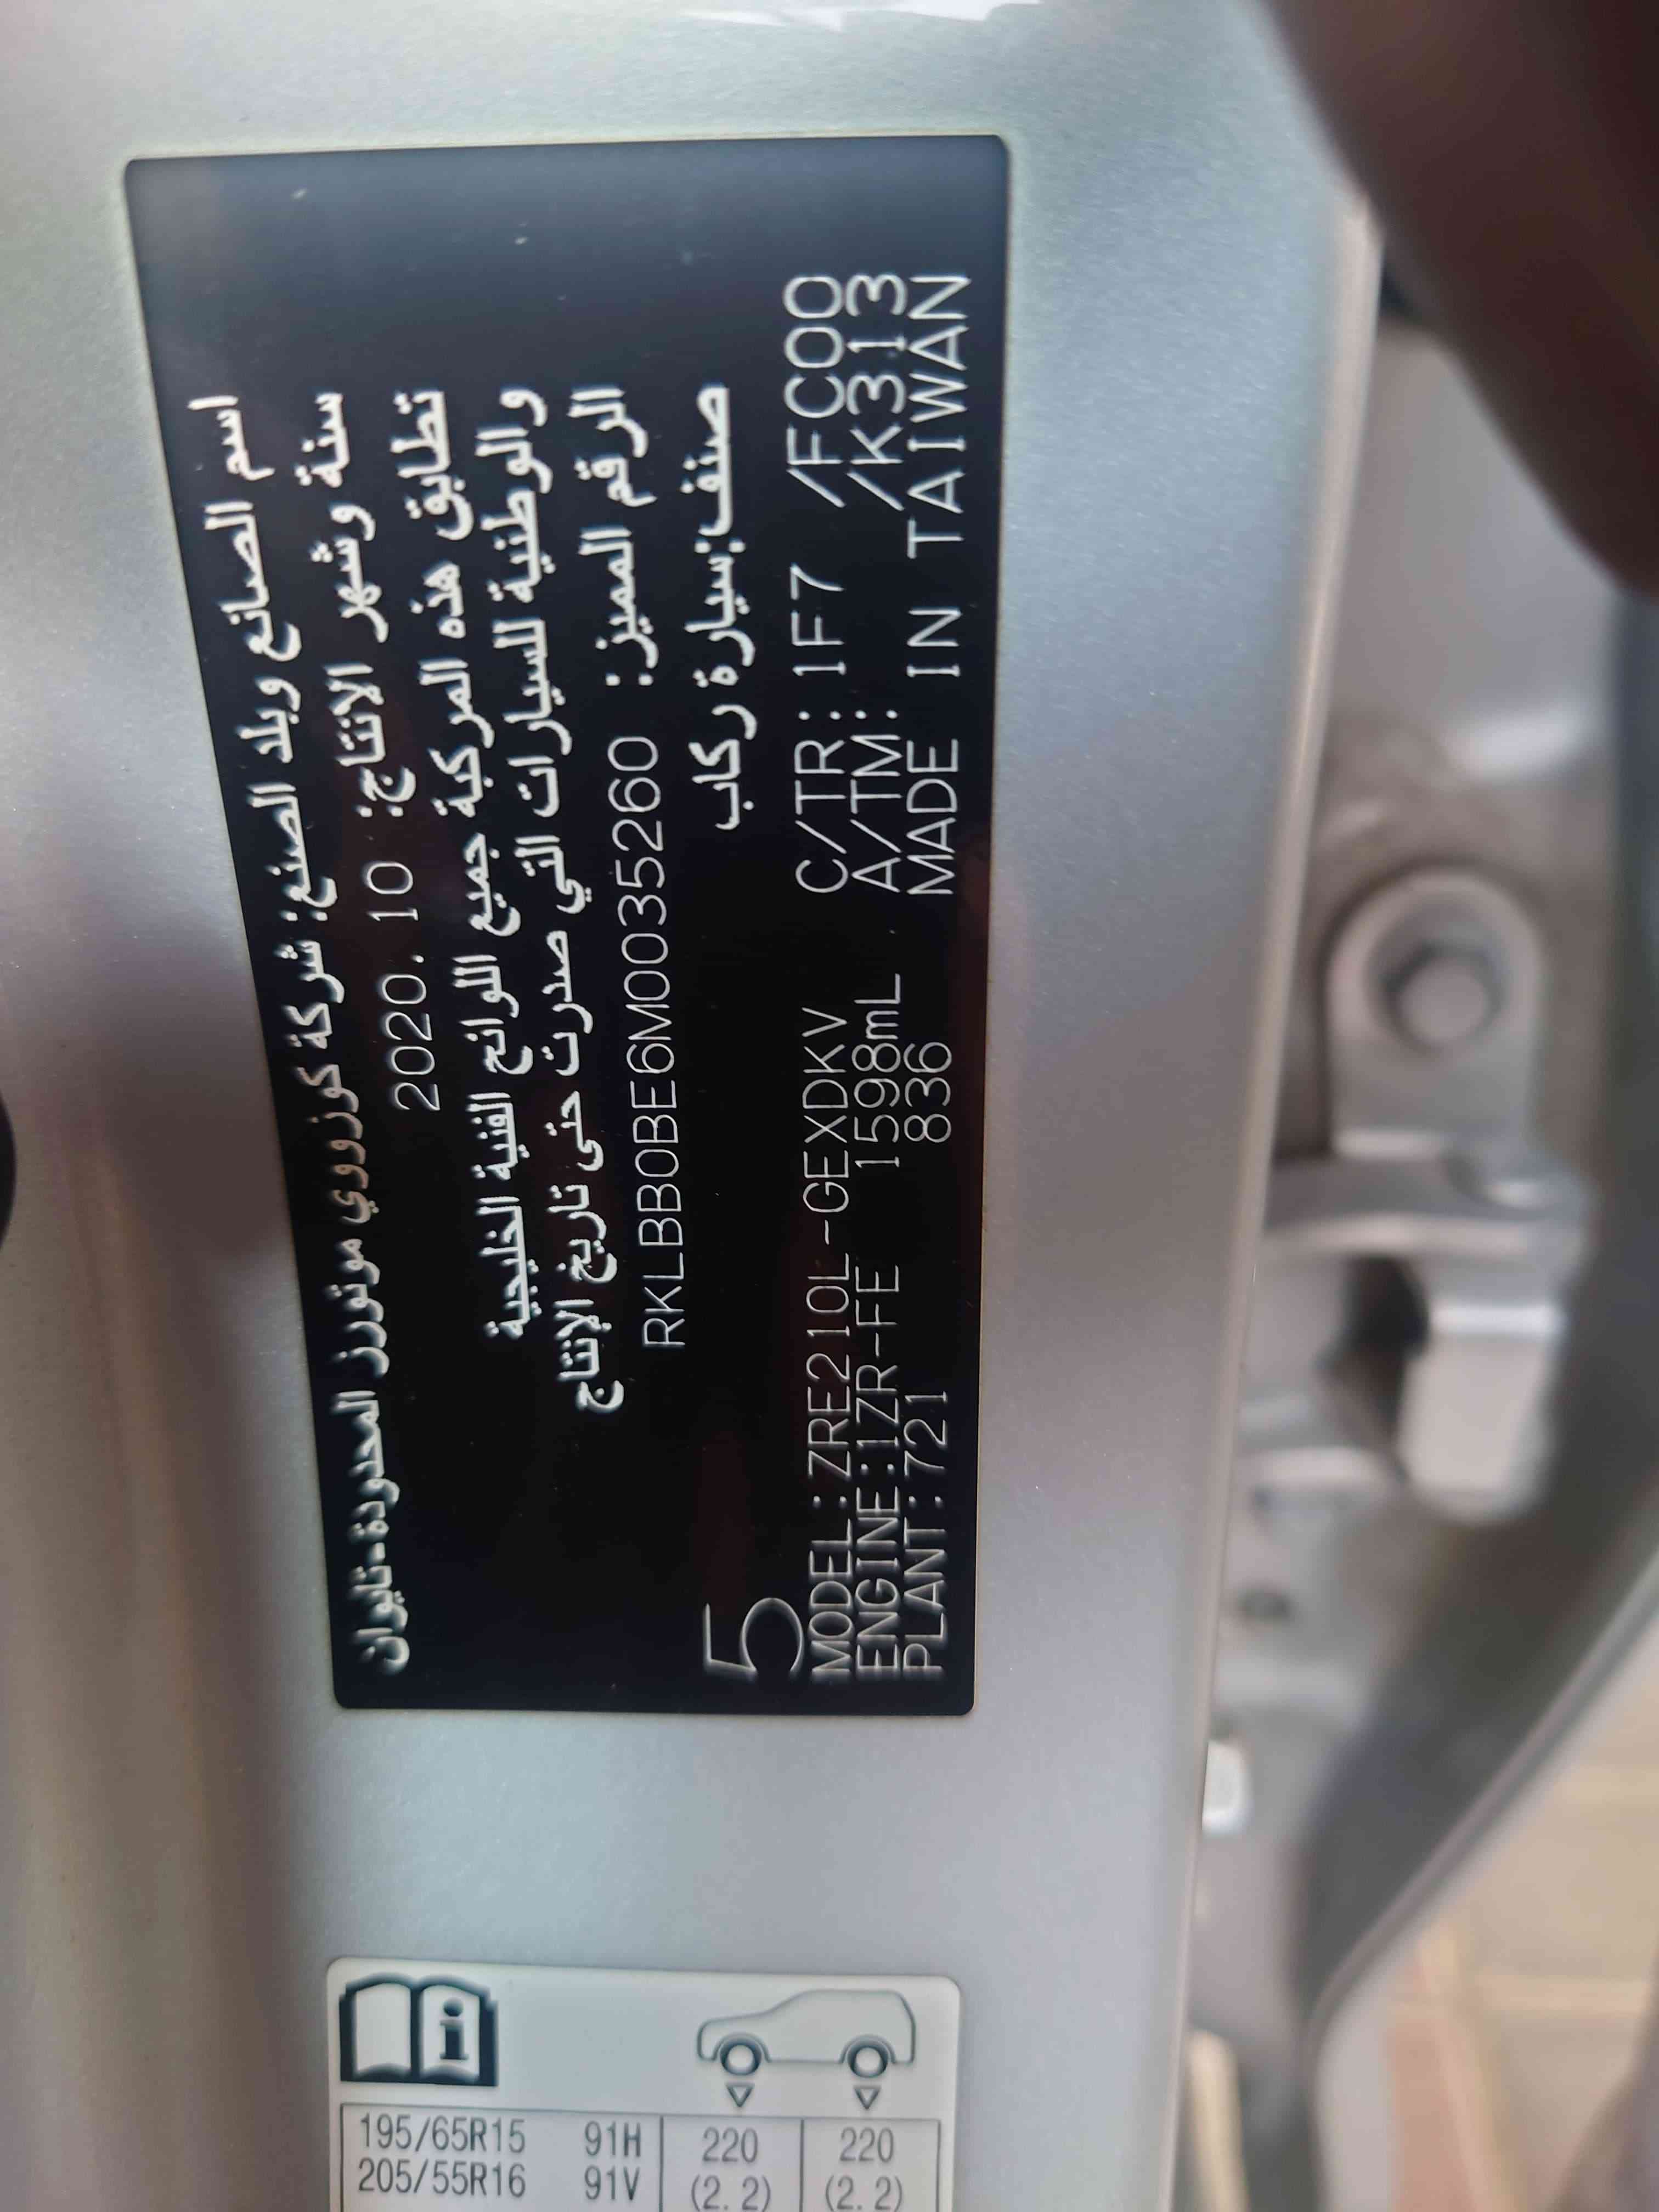 اسم الصانع وبلد الصنع: شركة كوزووي موتورز المحدودة-تايوان
سنة وشهر الانتاج: 2020.10
تطابق هذه المركبة جميع اللوائح الفنية الخليجية
والوطنية للسيارات التي صدرت حتى تاريخ الإنتاج
الرقم المميز: RKLBB0BE6M0035260
صنف:سيارة ركاب
5
MODEL:ZRE210L-GEXDKV C/TR:1F7 /FC00
ENGINE:1ZR-FE 1598mL A/TM: /K313
PLANT:721 836 MADE IN TAIWAN
i
195/65R15 91H 220 220
205/55R16 91V (2.2) (2.2)